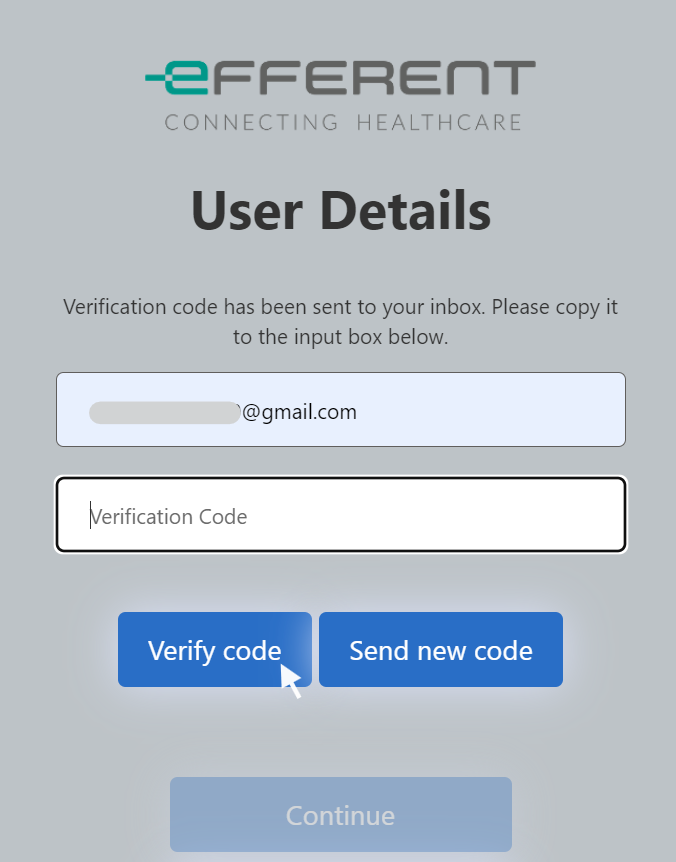 eFFERENT
CONNECTING HEALTHCARE
User Details
Verification code has been sent to your inbox. Please copy it
to the input box below.
@gmail.com
Verification Code
Verify code
Send new code
Continue